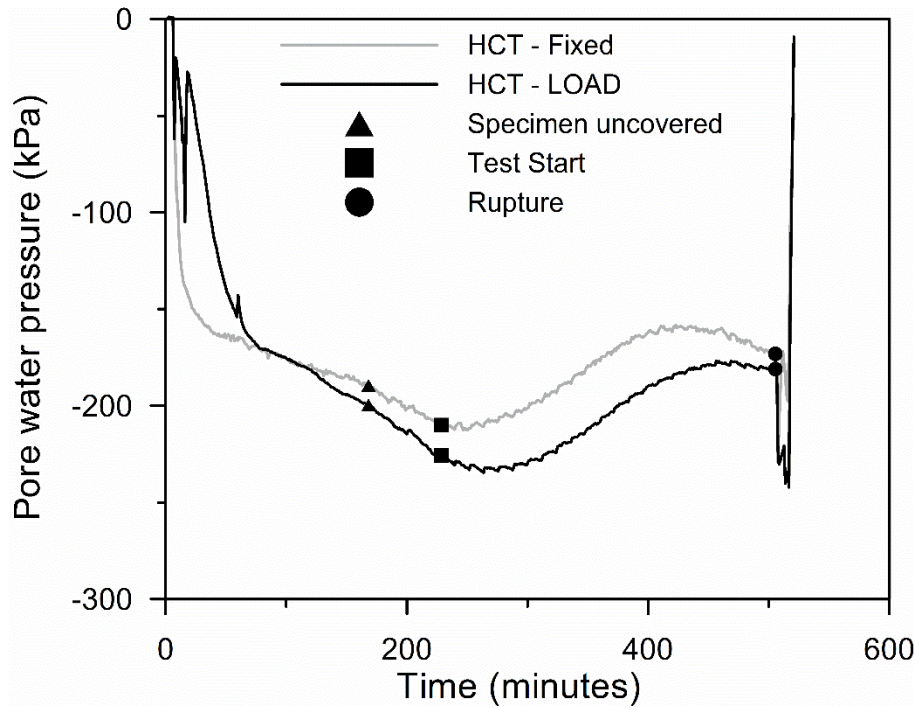 0
-100
-200
-300
Pore water pressure (kPa)
HCT - Fixed
HCT - LOAD
Specimen uncovered
Test Start
Rupture
0
200
400
600
Time (minutes)